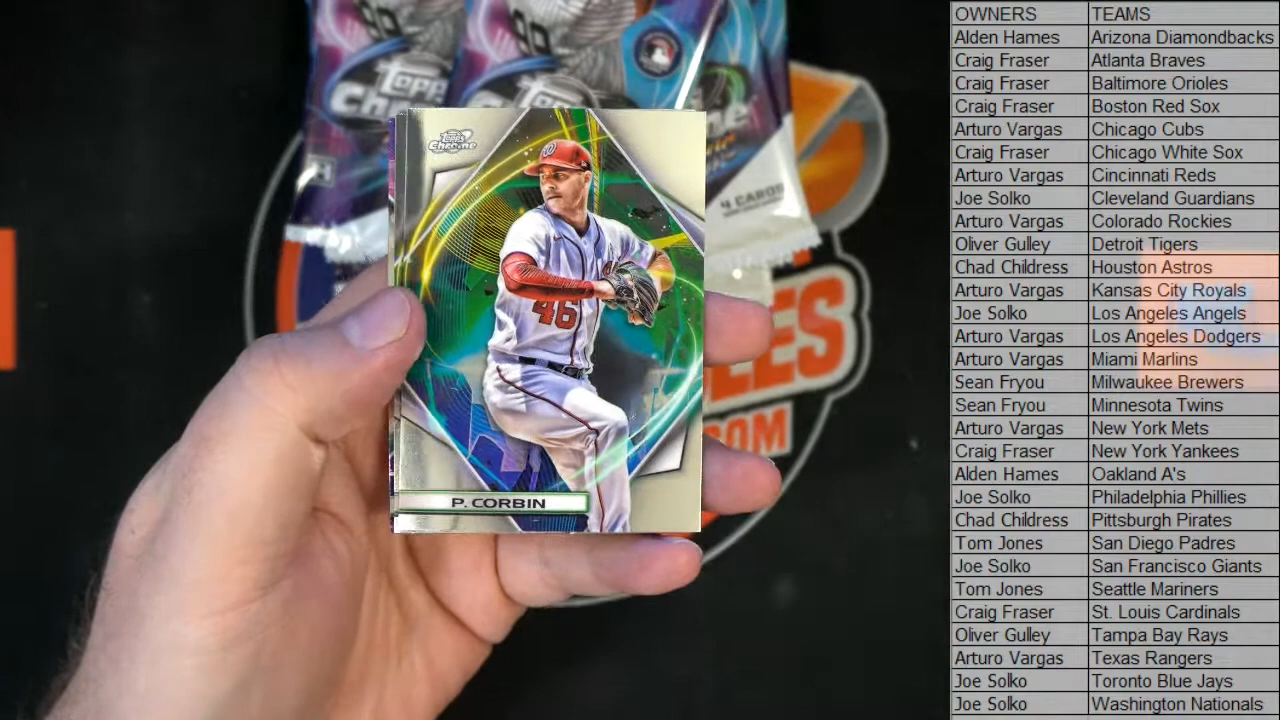 Topps
Chrome
Topps
Chrome
4 CARDS
Topps
Chrome
W
46
P. CORBIN
LES
.COM
OWNERS TEAMS
Alden Hames Arizona Diamondbacks
Craig Fraser Atlanta Braves
Craig Fraser Baltimore Orioles
Craig Fraser Boston Red Sox
Arturo Vargas Chicago Cubs
Craig Fraser Chicago White Sox
Arturo Vargas Cincinnati Reds
Joe Solko Cleveland Guardians
Arturo Vargas Colorado Rockies
Oliver Gulley Detroit Tigers
Chad Childress Houston Astros
Arturo Vargas Kansas City Royals
Joe Solko Los Angeles Angels
Arturo Vargas Los Angeles Dodgers
Arturo Vargas Miami Marlins
Sean Fryou Milwaukee Brewers
Sean Fryou Minnesota Twins
Arturo Vargas New York Mets
Craig Fraser New York Yankees
Alden Hames Oakland A's
Joe Solko Philadelphia Phillies
Chad Childress Pittsburgh Pirates
Tom Jones San Diego Padres
Joe Solko San Francisco Giants
Tom Jones Seattle Mariners
Craig Fraser St. Louis Cardinals
Oliver Gulley Tampa Bay Rays
Arturo Vargas Texas Rangers
Joe Solko Toronto Blue Jays
Joe Solko Washington Nationals